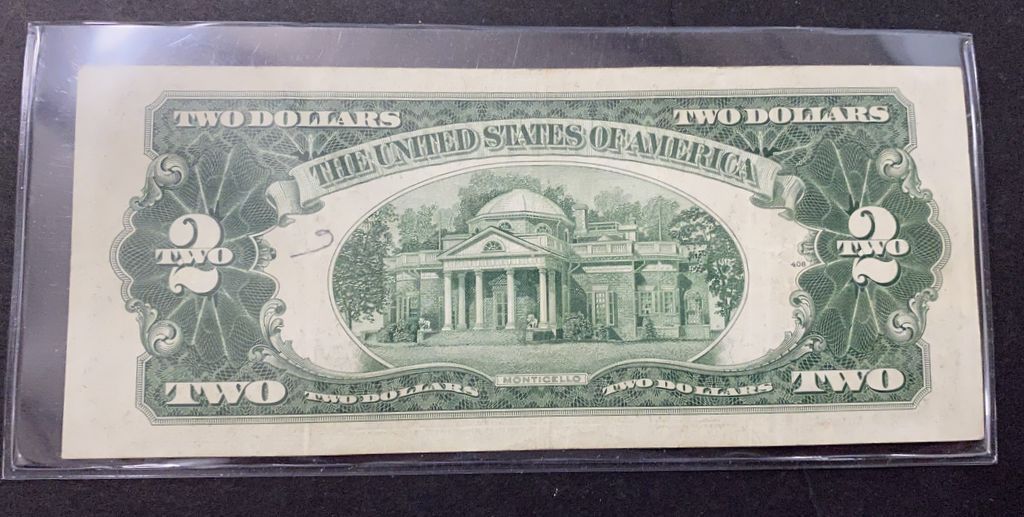 TWO DOLLARS TWO DOLLARS
THE UNITED STATES OF AMERICA
2 TWO
2 TWO
408
MONTICELLO
TWO TWO DOLLARS TWO DOLLARS TWO